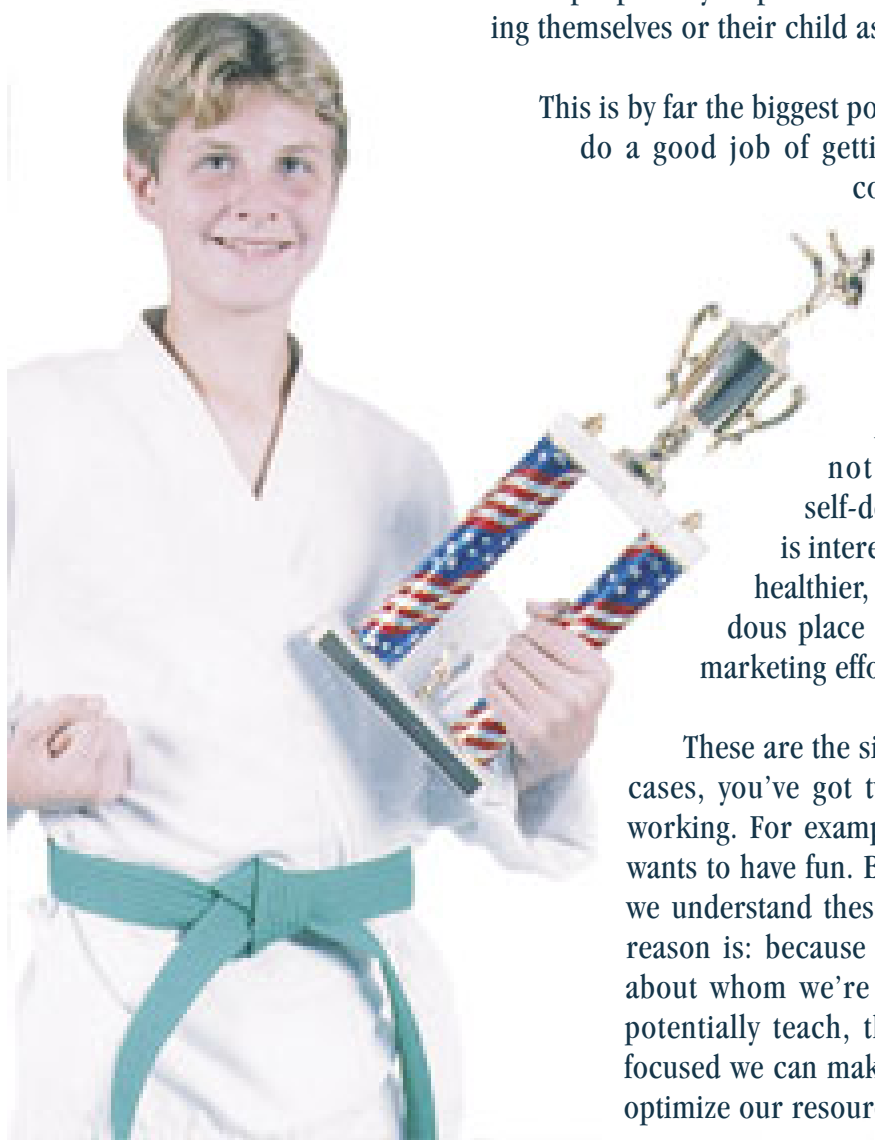 ing themselves or their child as
This is by far the biggest po
do a good job of getti
co
not
self-de
is intere
healthier,
dous place
marketing effo
These are the si
cases, you've got t
working. For examp
wants to have fun. B
we understand thes
reason is: because
about whom we're
potentially teach, th
focused we can mak
optimize our resour